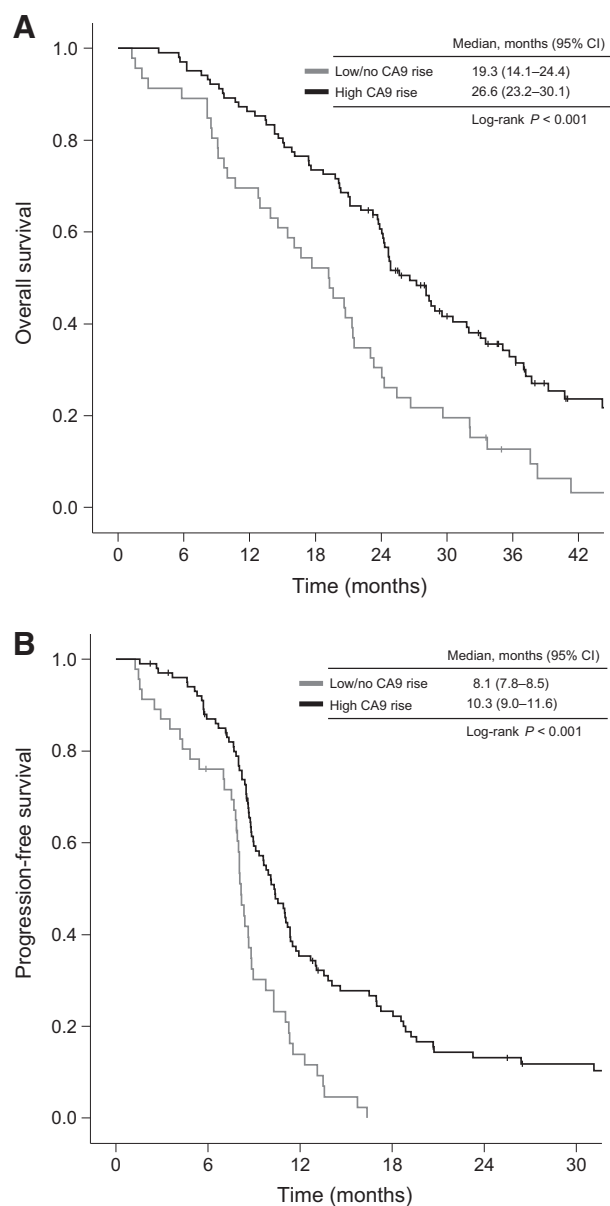 A
Overall survival
1.0
0.8
0.6
0.4
0.2
0.0
Median, months (95% CI)
Low/no CA9 rise 19.3 (14.1–24.4)
High CA9 rise 26.6 (23.2–30.1)
Log-rank P < 0.001
0 6 12 18 24 30 36 42
Time (months)
B
Progression-free survival
1.0
0.8
0.6
0.4
0.2
0.0
Median, months (95% CI)
Low/no CA9 rise 8.1 (7.8–8.5)
High CA9 rise 10.3 (9.0–11.6)
Log-rank P < 0.001
0 6 12 18 24 30
Time (months)